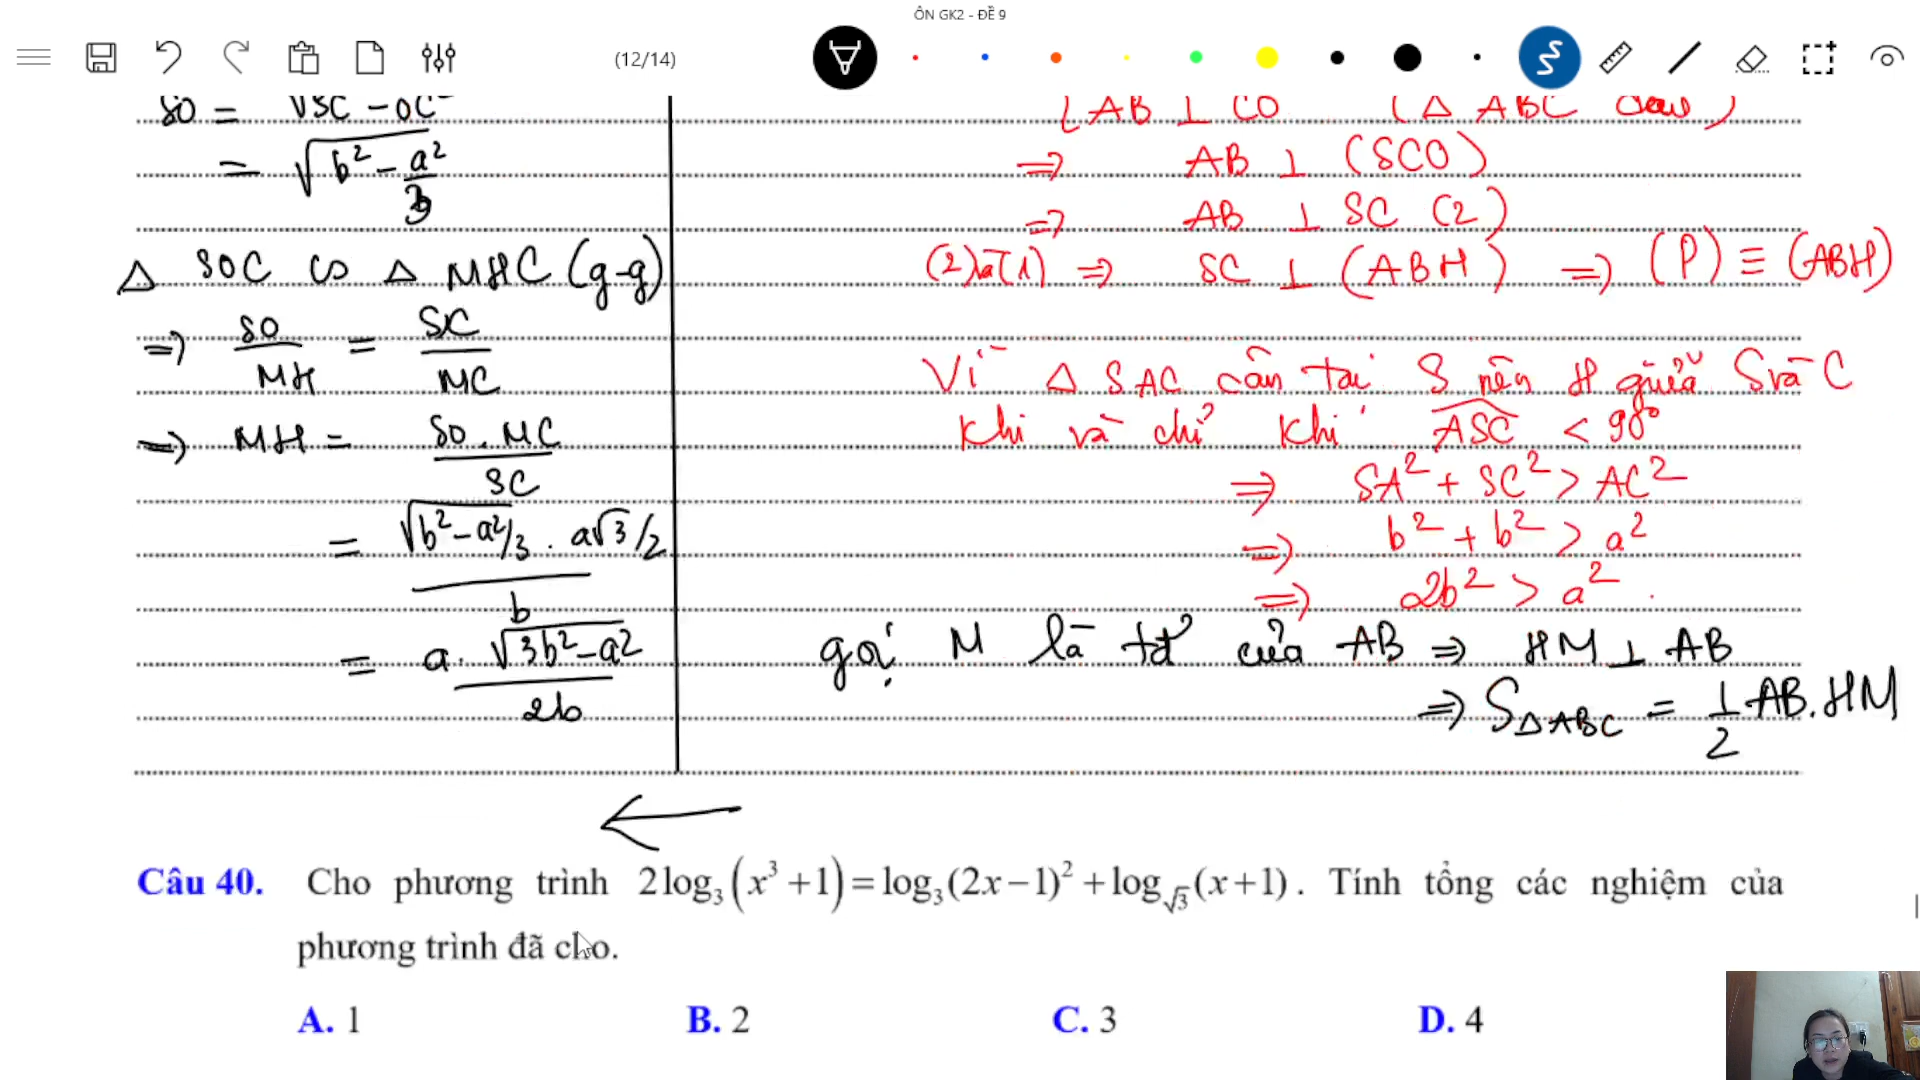 ÔN GK2 - ĐỀ 9
(12/14)
SO = √SC² - OC²
= √b² - a²/3
Δ SOC ∽ Δ MHC (g-g)
=> SO/MH = SC/MC
=> MH = SO.MC/SC
= √b² - a²/3 . a√3/2 / b
= a.√3b² - a² / 2b
{ AB ⊥ CO (Δ ABC đều)
=> AB ⊥ (SCO)
=> AB ⊥ SC (2)
(2) và (1) => SC ⊥ (ABH) => (P) ≡ (ABH)
Vì Δ SAC cân tại S nên H giữa S và C
khi và chỉ khi ASC < 90°
=> SA² + SC² > AC²
=> b² + b² > a²
=> 2b² > a².
gọi M là tđ của AB => HM ⊥ AB
=> S_ΔABC = 1/2 AB.HM
Câu 40. Cho phương trình 2log₃(x³+1) = log₃(2x−1)² + log_√3(x+1). Tính tổng các nghiệm của
phương trình đã cho.
A. 1 B. 2 C. 3 D. 4